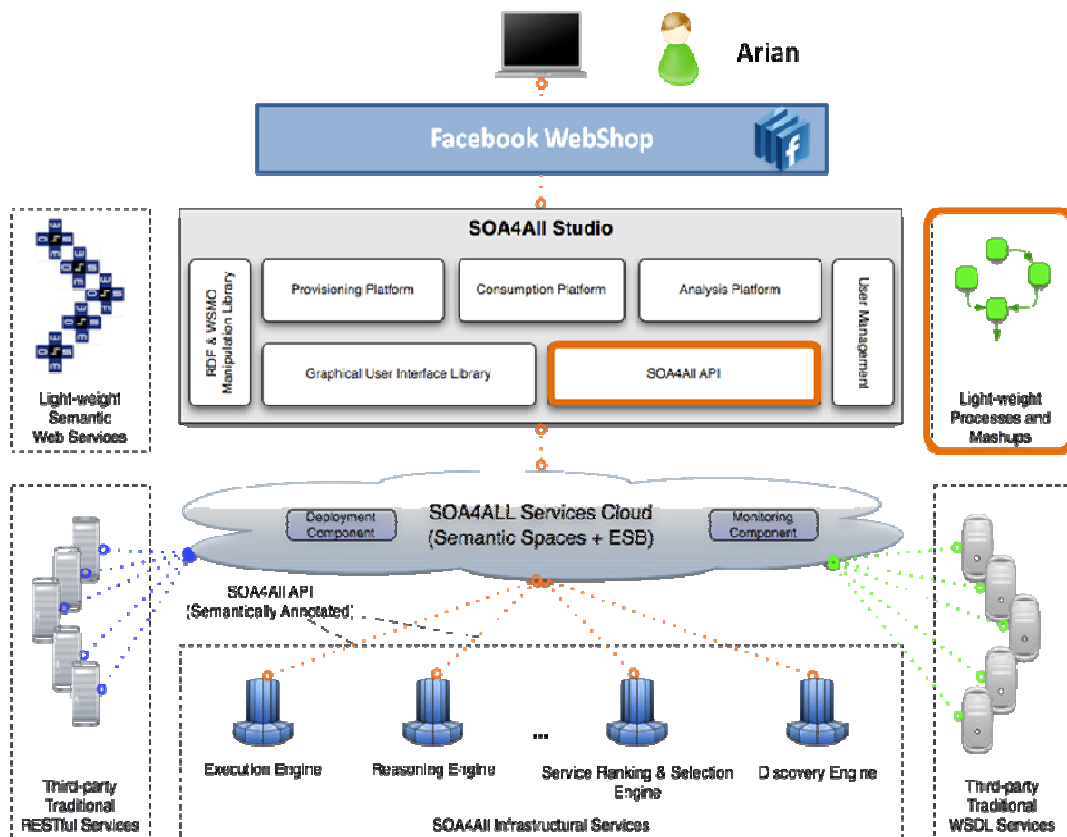 Arian
Facebook WebShop
f
SOA4All Studio
RDF & WSMO
Manipulation Library
Provisioning Platform
Consumption Platform
Analysis Platform
User Management
Graphical User Interface Library
SOA4All API
Light-weight
Semantic
Web Services
Light-weight
Processes and
Mashups
SOA4ALL Services Cloud
(Semantic Spaces + ESB)
Deployment
Component
Monitoring
Component
SOA4All API
(Semantically Annotated)
Execution Engine
Reasoning Engine
...
Service Ranking & Selection
Engine
Discovery Engine
Third-party
Traditional
RESTful Services
SOA4All Infrastructural Services
Third-party
Traditional
WSDL Services